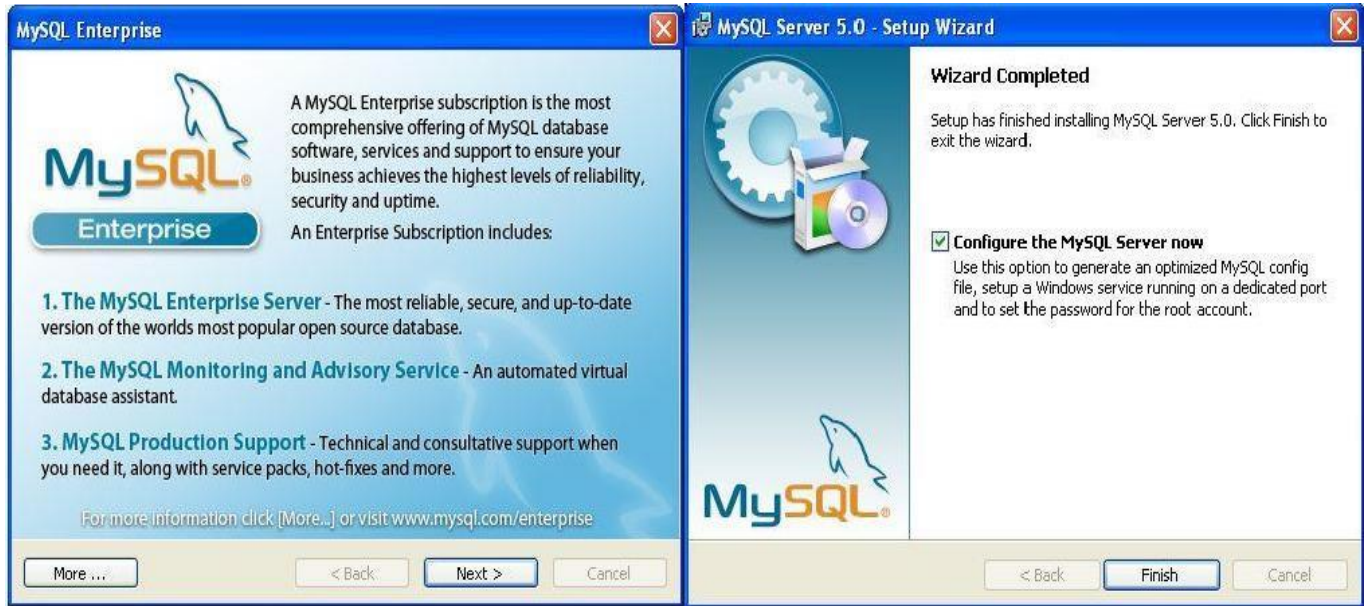 MySQL Enterprise
MySQL®
Enterprise
A MySQL Enterprise subscription is the most
comprehensive offering of MySQL database
software, services and support to ensure your
business achieves the highest levels of reliability,
security and uptime.
An Enterprise Subscription includes:
1. The MySQL Enterprise Server - The most reliable, secure, and up-to-date
version of the worlds most popular open source database.
2. The MySQL Monitoring and Advisory Service - An automated virtual
database assistant.
3. MySQL Production Support - Technical and consultative support when
you need it, along with service packs, hot-fixes and more.
For more information click [More...] or visit www.mysql.com/enterprise
More ...
< Back
Next >
Cancel
MySQL Server 5.0 - Setup Wizard
Wizard Completed
Setup has finished installing MySQL Server 5.0. Click Finish to
exit the wizard.
Configure the MySQL Server now
Use this option to generate an optimized MySQL config
file, setup a Windows service running on a dedicated port
and to set the password for the root account.
MySQL®
< Back
Finish
Cancel